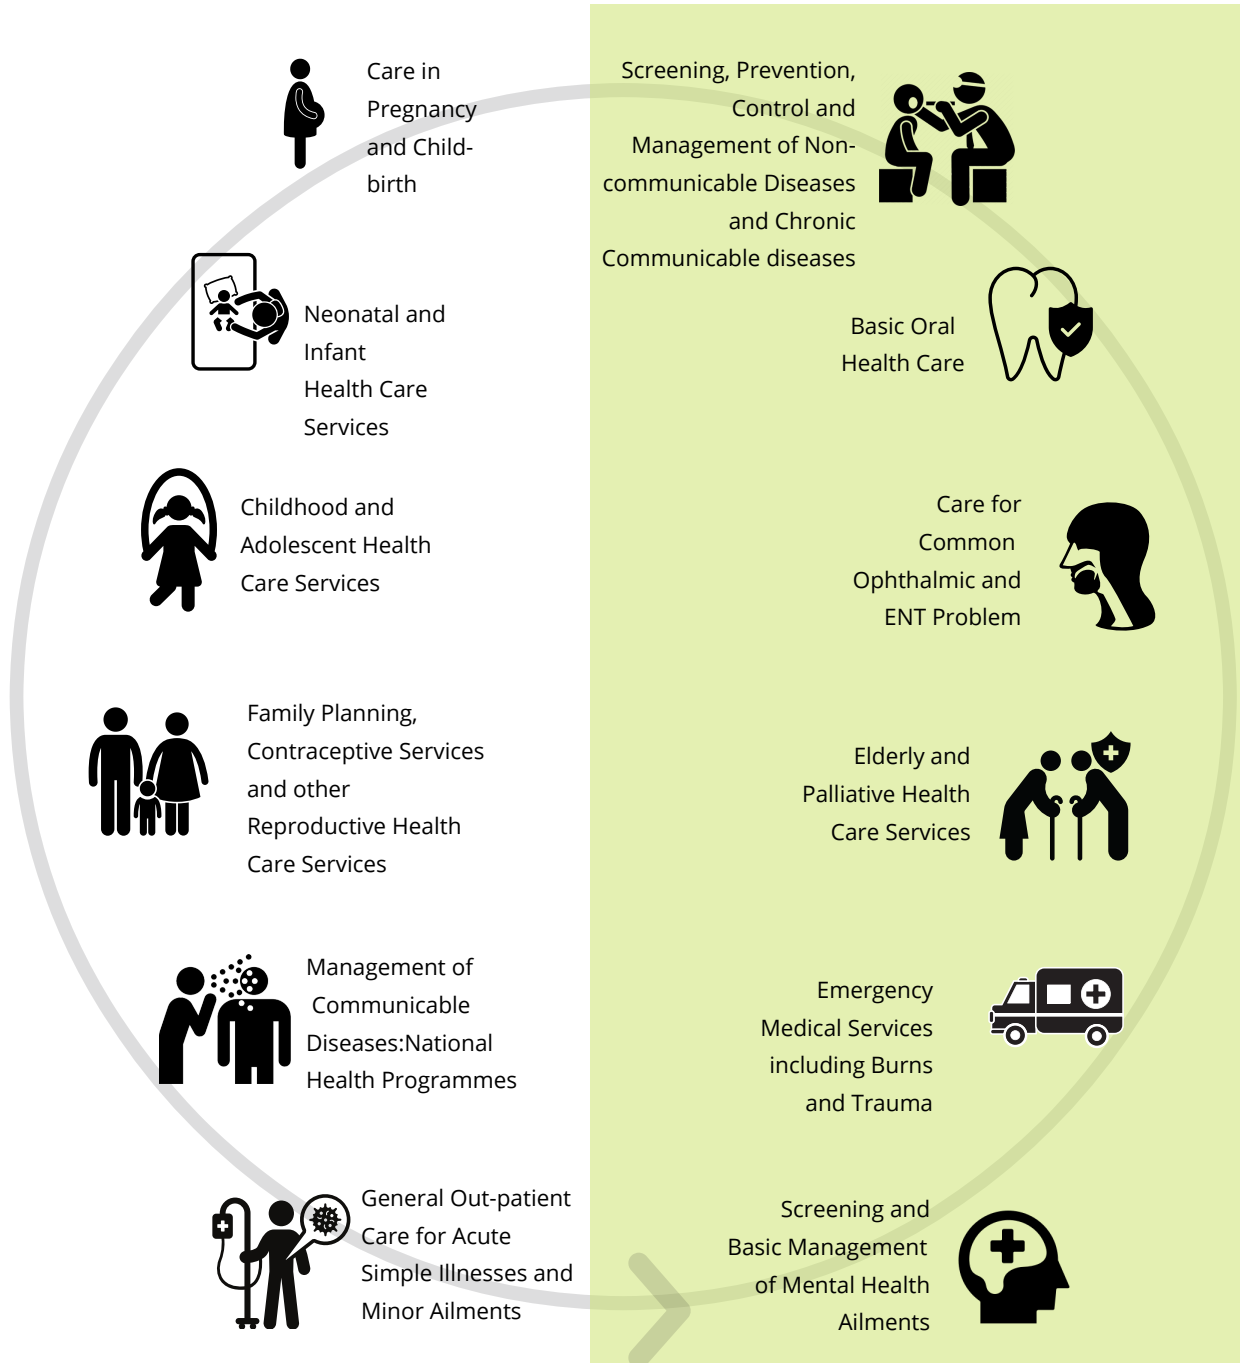 Care in
Pregnancy
and Child-
birth
Neonatal and
Infant
Health Care
Services
Childhood and
Adolescent Health
Care Services
Family Planning,
Contraceptive Services
and other
Reproductive Health
Care Services
Management of
Communicable
Diseases:National
Health Programmes
General Out-patient
Care for Acute
Simple Illnesses and
Minor Ailments
Screening, Prevention,
Control and
Management of Non-
communicable Diseases
and Chronic
Communicable diseases
Basic Oral
Health Care
Care for
Common
Ophthalmic and
ENT Problem
Elderly and
Palliative Health
Care Services
Emergency
Medical Services
including Burns
and Trauma
Screening and
Basic Management
of Mental Health
Ailments